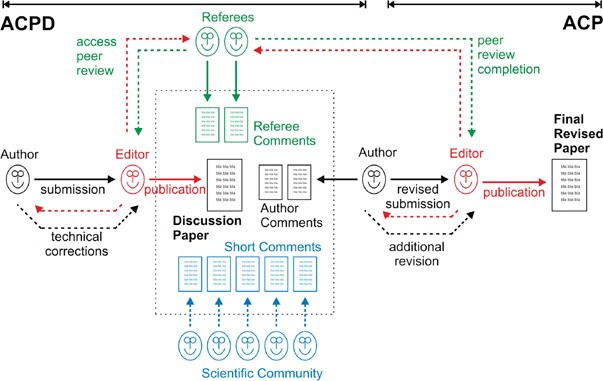 ACPD
ACP
Referees
access
peer
review
peer
review
completion
Referee
Comments
Final
Revised
Paper
Author
Editor
Author
Editor
submission
publication
revised
submission
publication
Discussion
Paper
Author
Comments
technical
corrections
additional
revision
Short Comments
Scientific Community